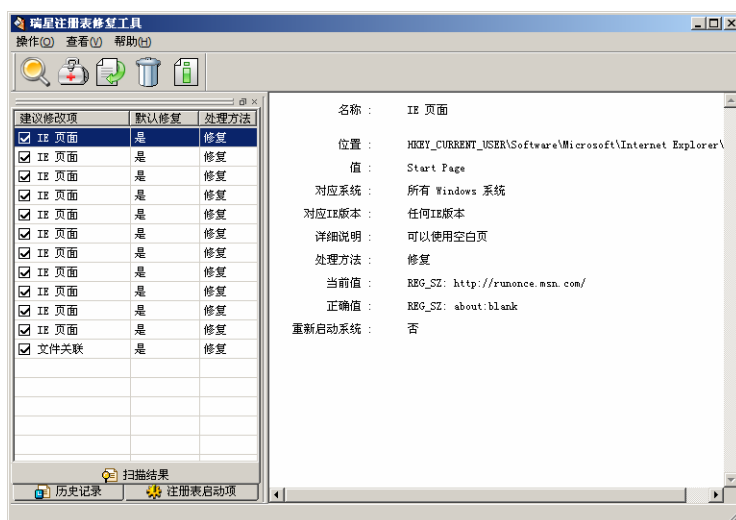 瑞星注册表修复工具
操作(O) 查看(V) 帮助(H)
建议修改项 默认修复 处理方法
IE 页面 是 修复
IE 页面 是 修复
IE 页面 是 修复
IE 页面 是 修复
IE 页面 是 修复
IE 页面 是 修复
IE 页面 是 修复
IE 页面 是 修复
IE 页面 是 修复
IE 页面 是 修复
IE 页面 是 修复
文件关联 是 修复
扫描结果
历史记录 注册表启动项
名称 : IE 页面
位置 : HKEY_CURRENT_USER\Software\Microsoft\Internet Explorer\
值 : Start Page
对应系统 : 所有 Windows 系统
对应IE版本 : 任何IE版本
详细说明 : 可以使用空白页
处理方法 : 修复
当前值 : REG_SZ: http://runonce.msn.com/
正确值 : REG_SZ: about:blank
重新启动系统 : 否